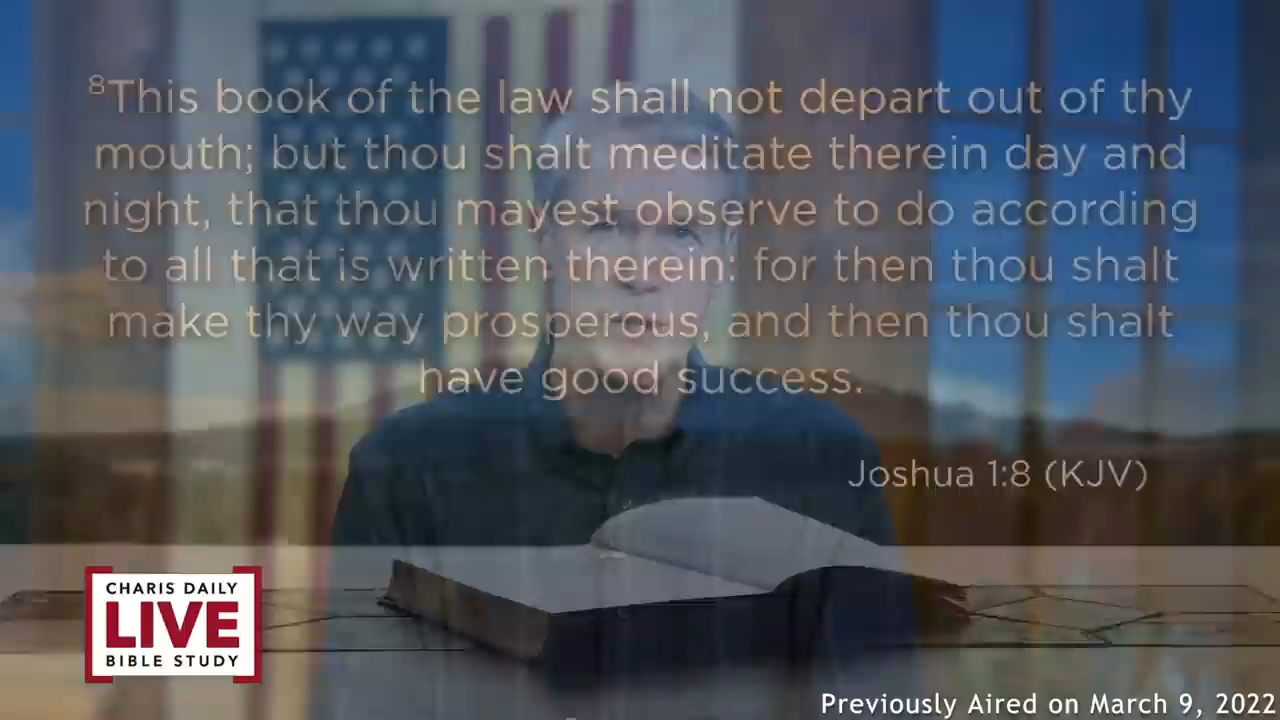 ⁸This book of the law shall not depart out of thy
mouth; but thou shalt meditate therein day and
night, that thou mayest observe to do according
to all that is written therein: for then thou shalt
make thy way prosperous, and then thou shalt
have good success.
Joshua 1:8 (KJV)
CHARIS DAILY
LIVE
BIBLE STUDY
Previously Aired on March 9, 2022